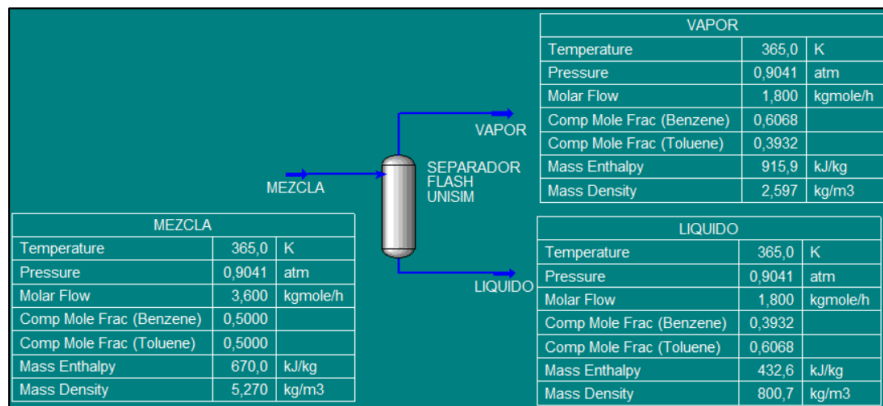 VAPOR
Temperature 365,0 K
Pressure 0,9041 atm
Molar Flow 1,800 kgmole/h
Comp Mole Frac (Benzene) 0,6068
Comp Mole Frac (Toluene) 0,3932
Mass Enthalpy 915,9 kJ/kg
Mass Density 2,597 kg/m3
VAPOR
SEPARADOR
FLASH
UNISIM
MEZCLA
LIQUIDO
MEZCLA
Temperature 365,0 K
Pressure 0,9041 atm
Molar Flow 3,600 kgmole/h
Comp Mole Frac (Benzene) 0,5000
Comp Mole Frac (Toluene) 0,5000
Mass Enthalpy 670,0 kJ/kg
Mass Density 5,270 kg/m3
LIQUIDO
Temperature 365,0 K
Pressure 0,9041 atm
Molar Flow 1,800 kgmole/h
Comp Mole Frac (Benzene) 0,3932
Comp Mole Frac (Toluene) 0,6068
Mass Enthalpy 432,6 kJ/kg
Mass Density 800,7 kg/m3